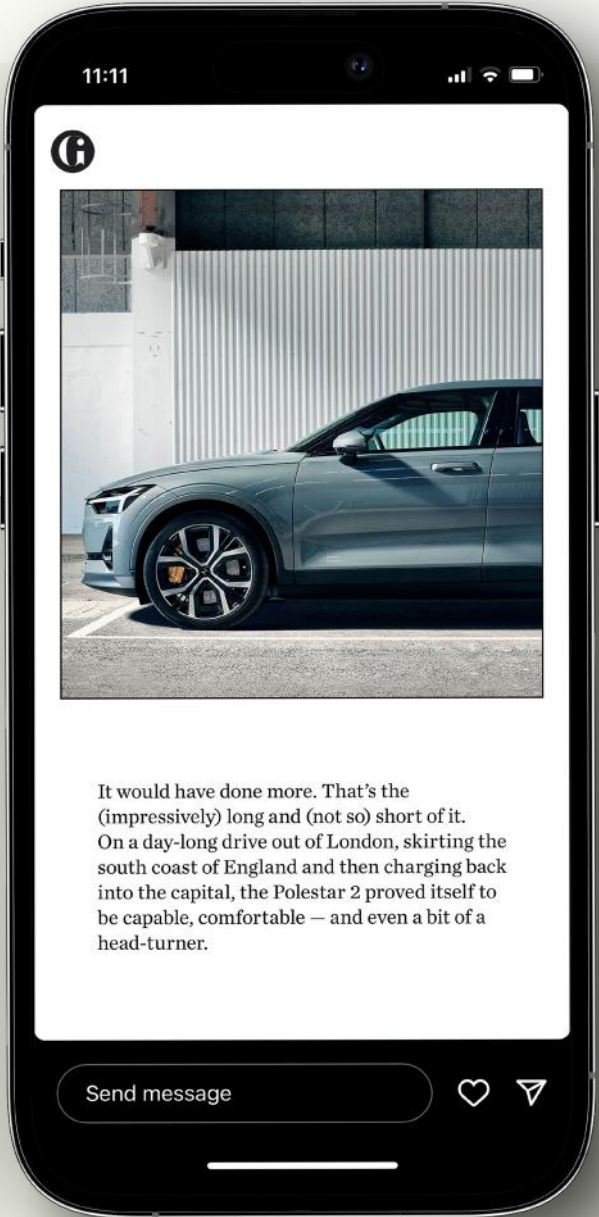 11:11
It would have done more. That’s the
(impressively) long and (not so) short of it.
On a day-long drive out of London, skirting the
south coast of England and then charging back
into the capital, the Polestar 2 proved itself to
be capable, comfortable — and even a bit of a
head-turner.
Send message